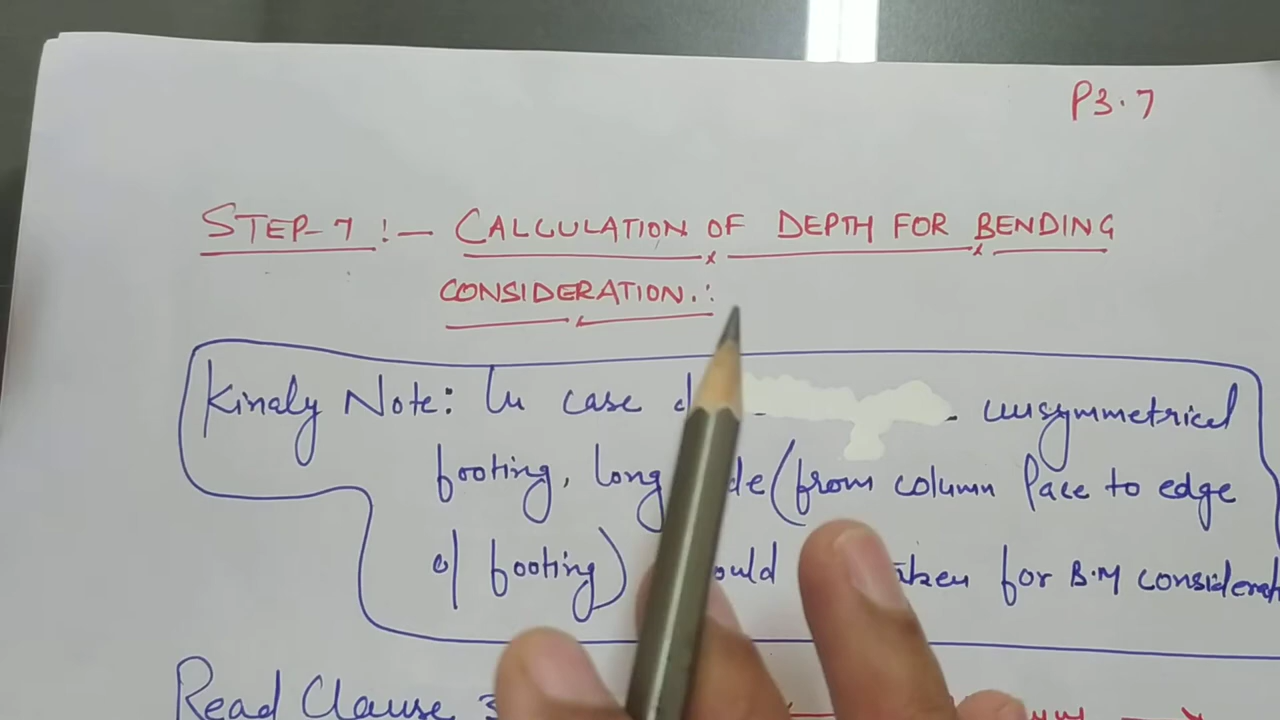 P3.7
STEP-7 :- CALCULATION OF DEPTH FOR BENDING
CONSIDERATION.:
Kindly Note: In case unsymmetrical
footing, long (from column face to edge
of footing) for B.M
Read Clause